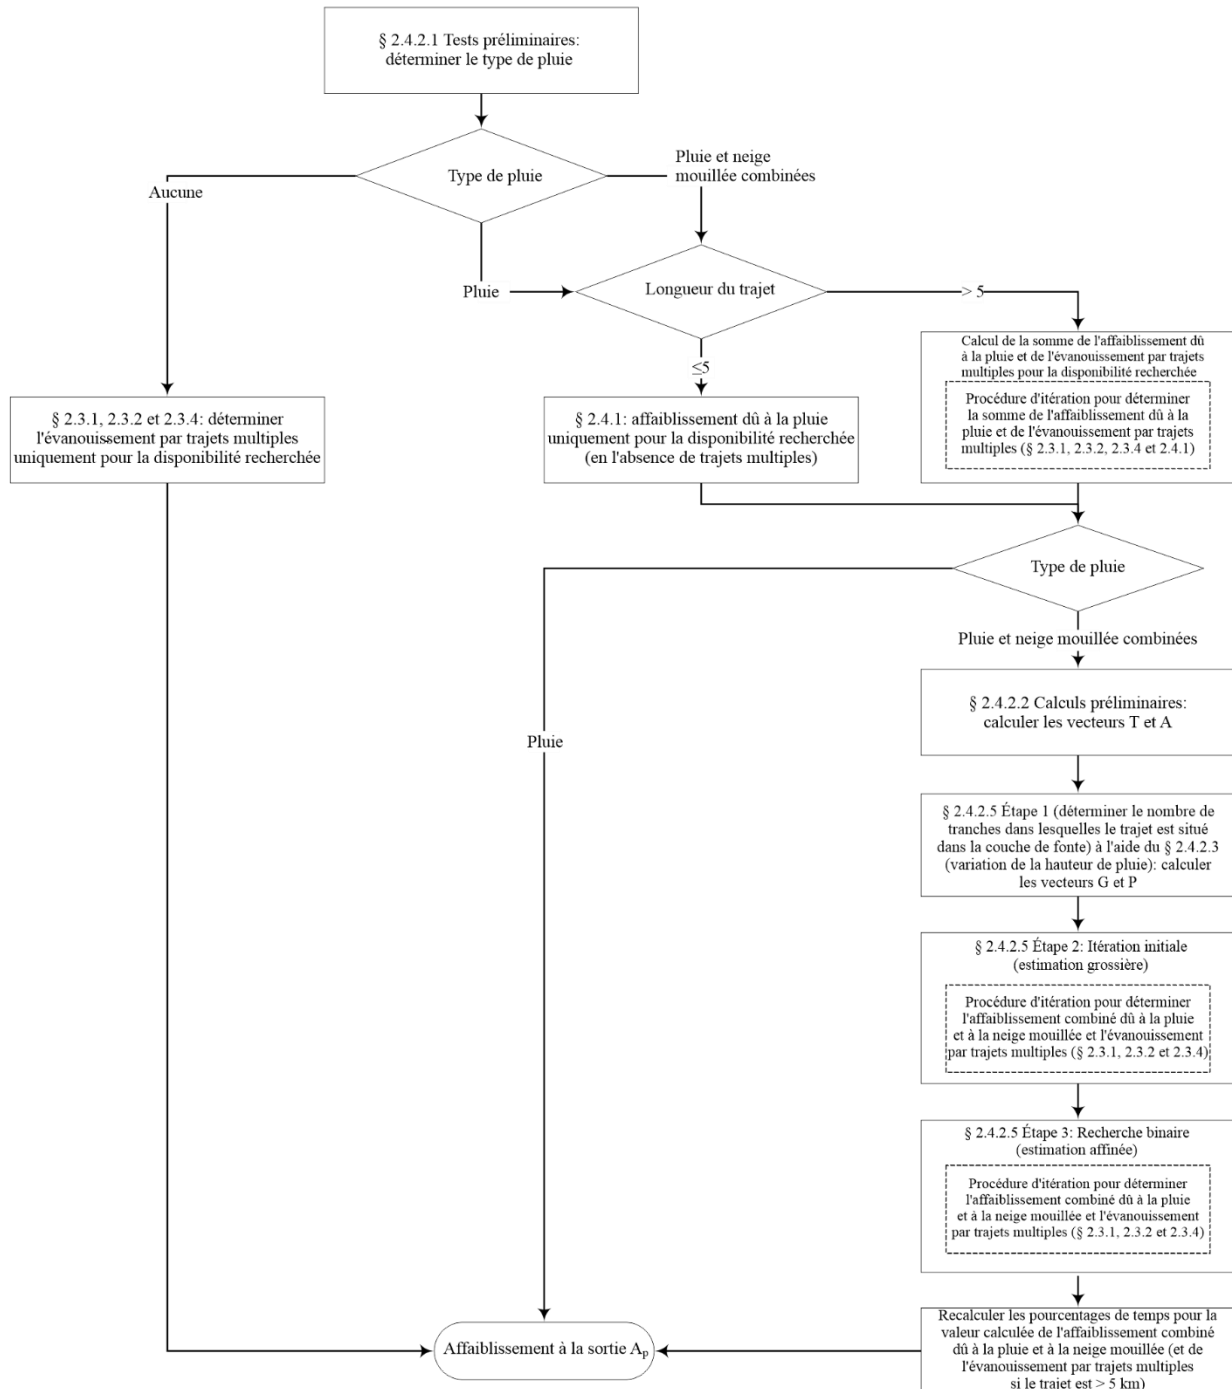 § 2.4.2.1 Tests préliminaires:
déterminer le type de pluie
Type de pluie
Pluie et neige
mouillée combinées
Aucune
Pluie
Longueur du trajet
> 5
≤5
Calcul de la somme de l'affaiblissement dû
à la pluie et de l'évanouissement par trajets
multiples pour la disponibilité recherchée
Procédure d'itération pour déterminer
la somme de l'affaiblissement dû à la
pluie et de l'évanouissement par trajets
multiples (§ 2.3.1, 2.3.2, 2.3.4 et 2.4.1)
§ 2.3.1, 2.3.2 et 2.3.4: déterminer
l'évanouissement par trajets multiples
uniquement pour la disponibilité recherchée
§ 2.4.1: affaiblissement dû à la pluie
uniquement pour la disponibilité recherchée
(en l'absence de trajets multiples)
Type de pluie
Pluie et neige mouillée combinées
Pluie
§ 2.4.2.2 Calculs préliminaires:
calculer les vecteurs T et A
§ 2.4.2.5 Étape 1 (déterminer le nombre de
tranches dans lesquelles le trajet est situé
dans la couche de fonte) à l'aide du § 2.4.2.3
(variation de la hauteur de pluie): calculer
les vecteurs G et P
§ 2.4.2.5 Étape 2: Itération initiale
(estimation grossière)
Procédure d'itération pour déterminer
l'affaiblissement combiné dû à la pluie
et à la neige mouillée et l'évanouissement
par trajets multiples (§ 2.3.1, 2.3.2 et 2.3.4)
§ 2.4.2.5 Étape 3: Recherche binaire
(estimation affinée)
Procédure d'itération pour déterminer
l'affaiblissement combiné dû à la pluie
et à la neige mouillée et l'évanouissement
par trajets multiples (§ 2.3.1, 2.3.2 et 2.3.4)
Recalculer les pourcentages de temps pour la
valeur calculée de l'affaiblissement combiné
dû à la pluie et à la neige mouillée (et de
l'évanouissement par trajets multiples
si le trajet est > 5 km)
Affaiblissement à la sortie Ap